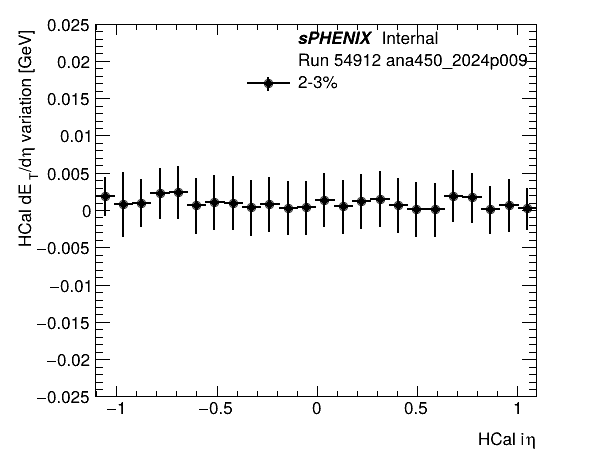 sPHENIX Internal
Run 54912 ana450_2024p009
2-3%
HCal dE_T/dη variation [GeV]
0.025
0.02
0.015
0.01
0.005
0
−0.005
−0.01
−0.015
−0.02
−0.025
−1 −0.5 0 0.5 1
HCal iη